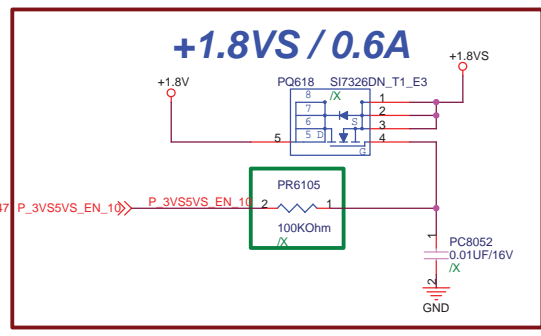 +1.8VS / 0.6A
+1.8V
PQ618 SI7326DN_T1_E3
+1.8VS
/X
8
7
6
5
D
S
G
1
2
3
4
5
47 P_3VS5VS_EN_10
P_3VS5VS_EN_10
PR6105
2
1
100KOhm
/X
1
PC8052
0.01UF/16V
/X
2
GND